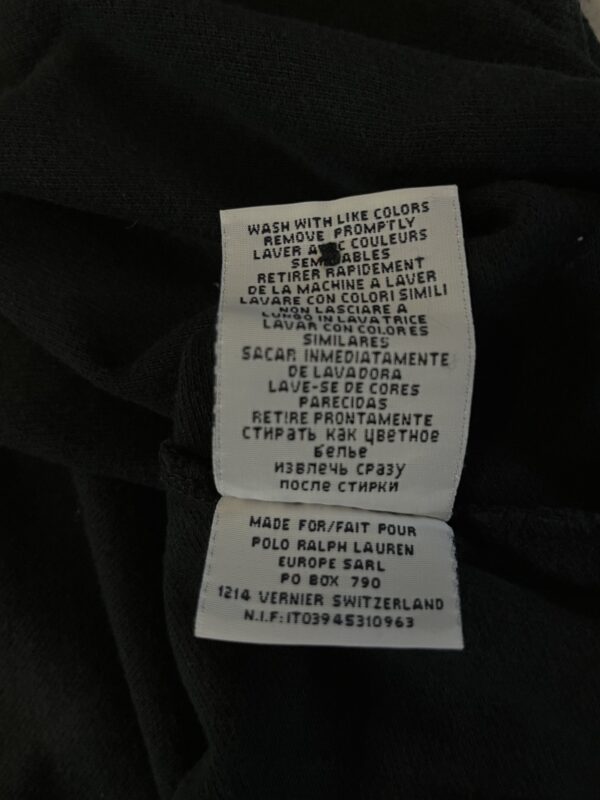 WASH WITH LIKE COLORS
REMOVE PROMPTLY
LAVER COULEURS
RETIRER RAPIDEMENT
DE LA MACHINE A LAVER
LAVARE CON COLORI SIMILI
NON LASCIARE A
LUNGO IN LAVATRICE
LAVAR CON COLORES
SIMILARES
SACAR INMEDIATAMENTE
DE LAVADORA
LAVE-SE DE CORES
PARECIDAS
RETIRE PRONTAMENTE
СТИРАТЬ КАК ЦВЕТНОЕ
БЕЛЬЕ
ИЗВЛЕЧЬ СРАЗУ
ПОСЛЕ СТИРКИ
MADE FOR/FAIT POUR
POLO RALPH LAUREN
EUROPE SARL
PO BOX 790
1214 VERNIER SWITZERLAND
N.I.F:IT03945310963